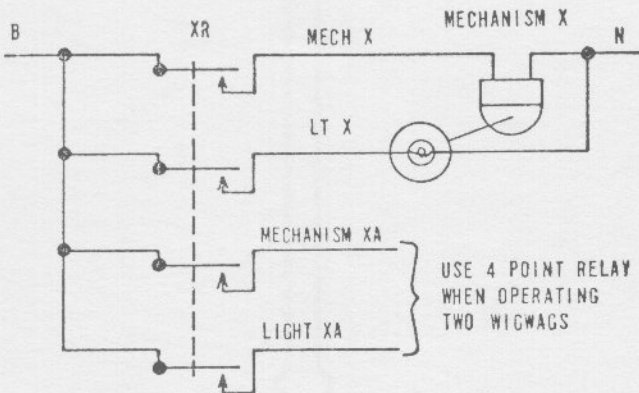 MECHANISM X
B
XR
MECH X
N
LT X
MECHANISM XA
LIGHT XA
USE 4 POINT RELAY
WHEN OPERATING
TWO WIGWAGS